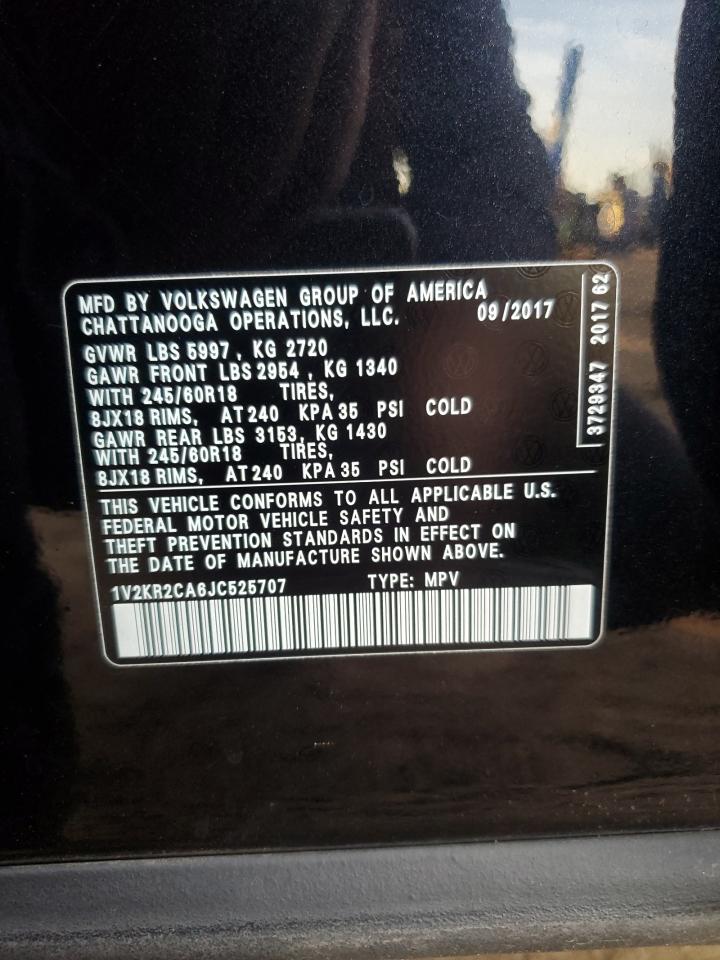 MFD BY VOLKSWAGEN GROUP OF AMERICA
CHATTANOOGA OPERATIONS, LLC. 09/2017
GVWR LBS 5997 , KG 2720
GAWR FRONT LBS 2954 , KG 1340
WITH 245/60R18 TIRES,
8JX18 RIMS, AT 240 KPA 35 PSI COLD
GAWR REAR LBS 3153, KG 1430
WITH 245/60R18 TIRES,
8JX18 RIMS, AT 240 KPA 35 PSI COLD
THIS VEHICLE CONFORMS TO ALL APPLICABLE U.S.
FEDERAL MOTOR VEHICLE SAFETY AND
THEFT PREVENTION STANDARDS IN EFFECT ON
THE DATE OF MANUFACTURE SHOWN ABOVE.
1V2KR2CA6JC525707 TYPE: MPV
3729347 2017 62